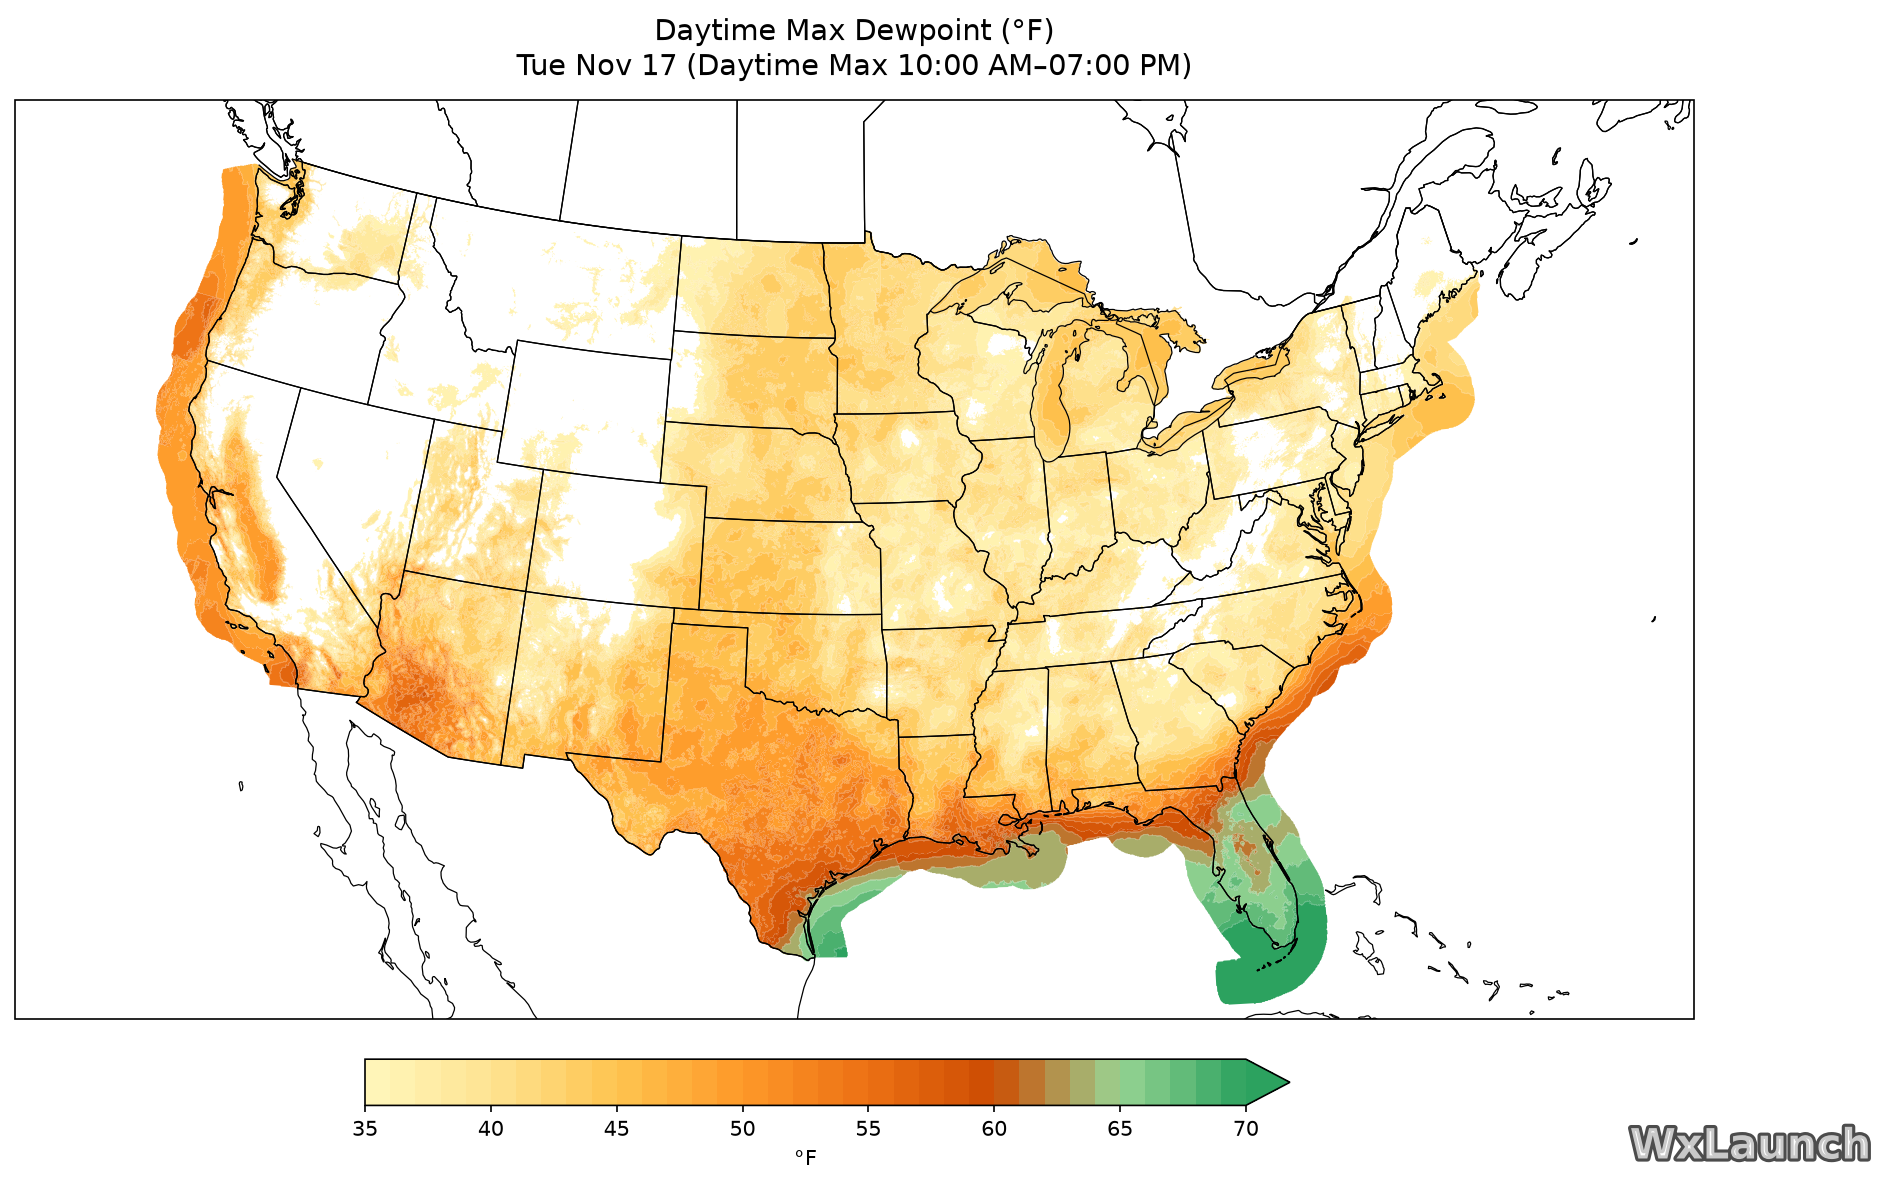 Daytime Max Dewpoint (°F)
Tue Nov 17 (Daytime Max 10:00 AM–07:00 PM)
35 40 45 50 55 60 65 70
°F
WxLaunch